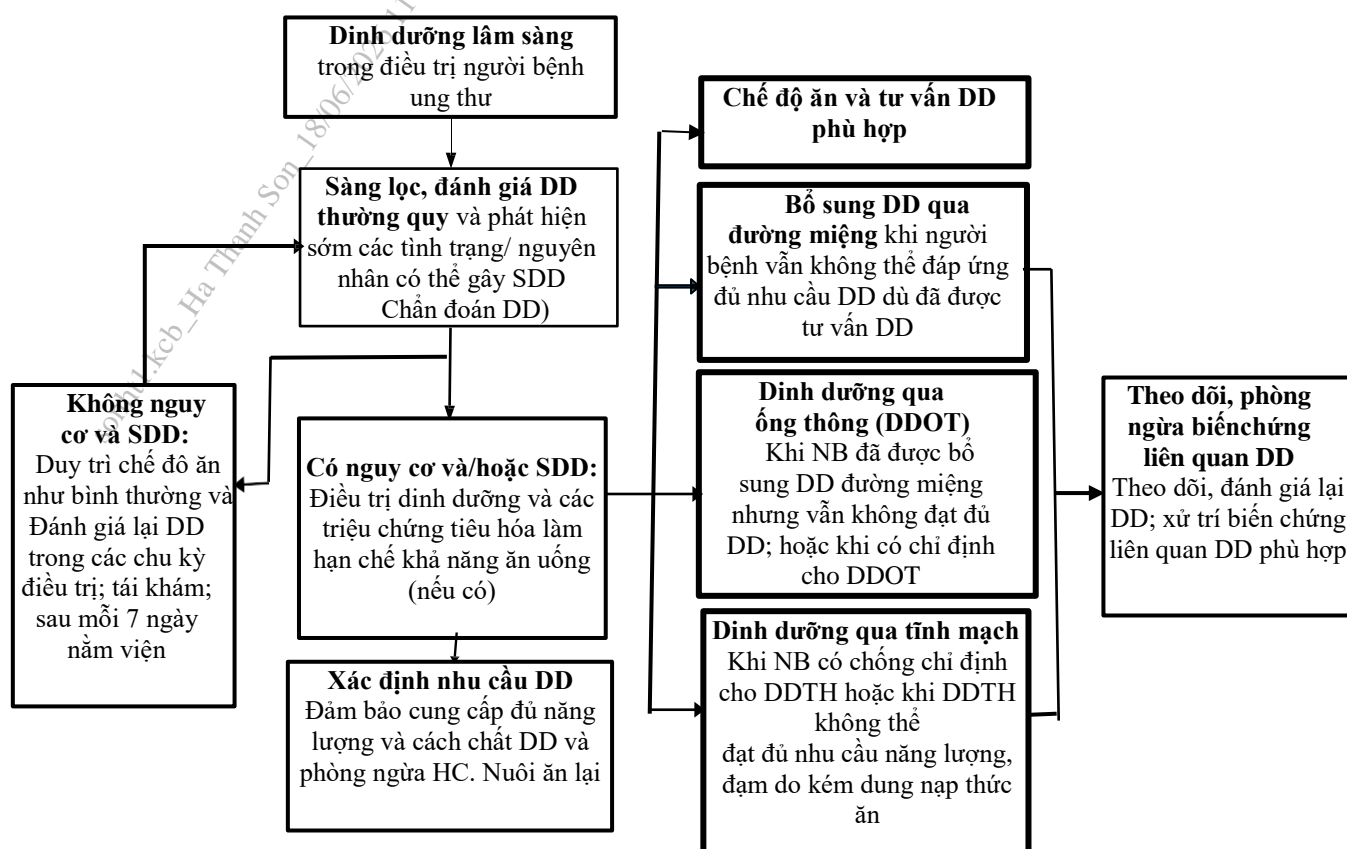 Dinh dưỡng lâm sàng
trong điều trị người bệnh
ung thư
Sàng lọc, đánh giá DD
thường quy và phát hiện
sớm các tình trạng/ nguyên
nhân có thể gây SDD
Chẩn đoán DD)
Không nguy
cơ và SDD:
Duy trì chế đô ăn
như bình thường và
Đánh giá lại DD
trong các chu kỳ
điều trị; tái khám;
sau mỗi 7 ngày
nằm viện
Có nguy cơ và/hoặc SDD:
Điều trị dinh dưỡng và các
triệu chứng tiêu hóa làm
hạn chế khả năng ăn uống
(nếu có)
Xác định nhu cầu DD
Đảm bảo cung cấp đủ năng
lượng và cách chất DD và
phòng ngừa HC. Nuôi ăn lại
Chế độ ăn và tư vấn DD
phù hợp
Bổ sung DD qua
đường miệng khi người
bệnh vẫn không thể đáp ứng
đủ nhu cầu DD dù đã được
tư vấn DD
Dinh dưỡng qua
ống thông (DDOT)
Khi NB đã được bổ
sung DD đường miệng
nhưng vẫn không đạt đủ
DD; hoặc khi có chỉ định
cho DDOT
Dinh dưỡng qua tĩnh mạch
Khi NB có chống chỉ định
cho DDTH hoặc khi DDTH
không thể
đạt đủ nhu cầu năng lượng,
đạm do kém dung nạp thức
ăn
Theo dõi, phòng
ngừa biếnchứng
liên quan DD
Theo dõi, đánh giá lại
DD; xử trí biến chứng
liên quan DD phù hợp